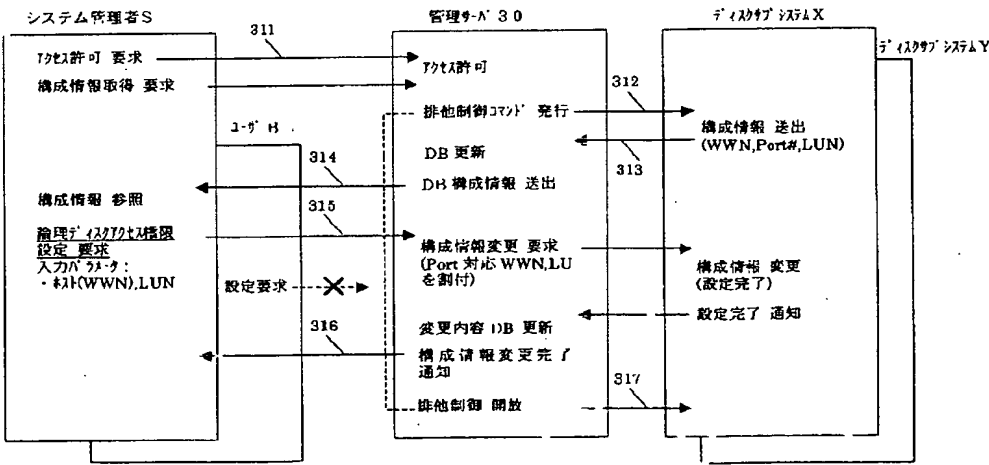 システム管理者S
管理サーバ30
ディスクサブシステムX
ディスクサブシステムY
311
アクセス許可 要求
アクセス許可
構成情報取得 要求
312
排他制御コマンド 発行
構成情報 送出
(WWN,Port#,LUN)
ユーザB
313
DB 更新
314
DB 構成情報 送出
構成情報 参照
315
論理ディスクアクセス権限
設定 要求
入力パラメータ:
・ホスト(WWN),LUN
構成情報変更 要求
(Port 対応 WWN,LU
を割付)
構成情報 変更
(設定完了)
設定要求
設定完了 通知
316
変更内容 DB 更新
構成情報変更完了
通知
317
排他制御 開放